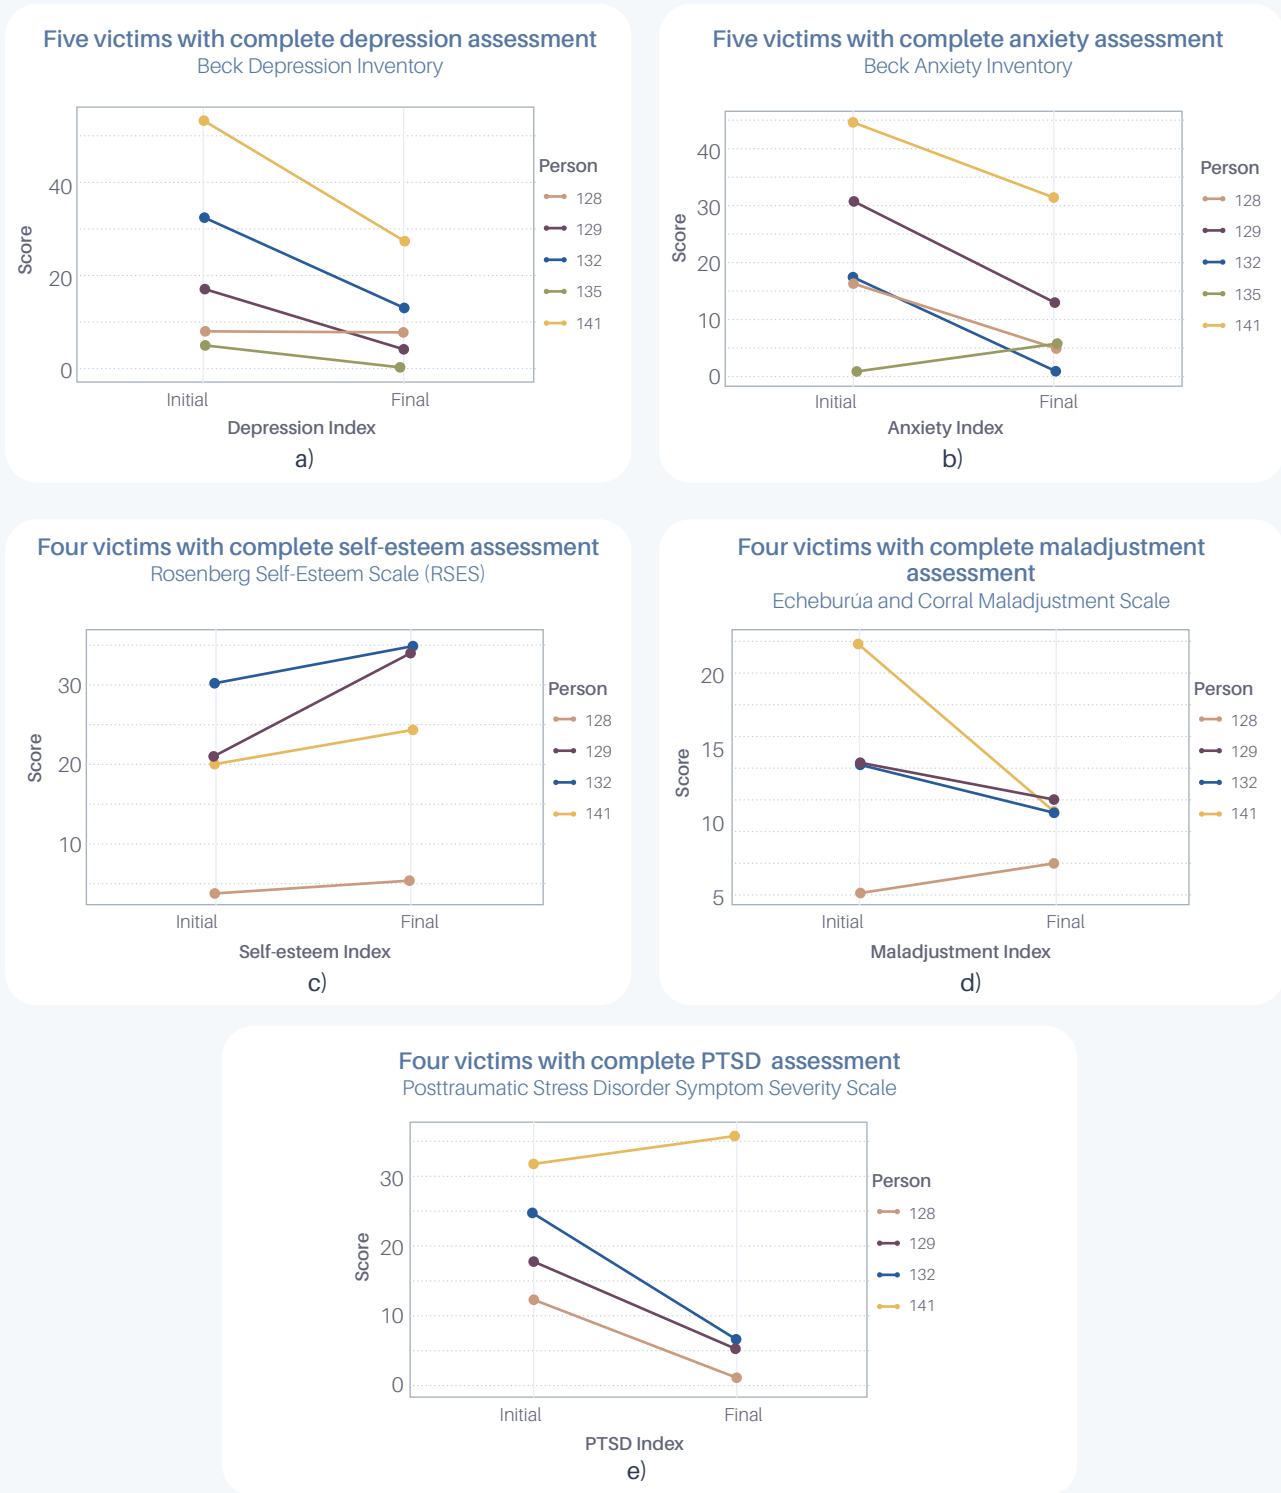 Five victims with complete depression assessment
Beck Depression Inventory
Score
40
20
0
Initial
Final
Depression Index
Person
128
129
132
135
141
a)
Five victims with complete anxiety assessment
Beck Anxiety Inventory
Score
40
30
20
10
0
Initial
Final
Anxiety Index
Person
128
129
132
135
141
b)
Four victims with complete self-esteem assessment
Rosenberg Self-Esteem Scale (RSES)
Score
30
20
10
Initial
Final
Self-esteem Index
Person
128
129
132
141
c)
Four victims with complete maladjustment
assessment
Echeburúa and Corral Maladjustment Scale
Score
20
15
10
5
Initial
Final
Maladjustment Index
Person
128
129
132
141
d)
Four victims with complete PTSD  assessment
Posttraumatic Stress Disorder Symptom Severity Scale
Score
30
20
10
0
Initial
Final
PTSD Index
Person
128
129
132
141
e)